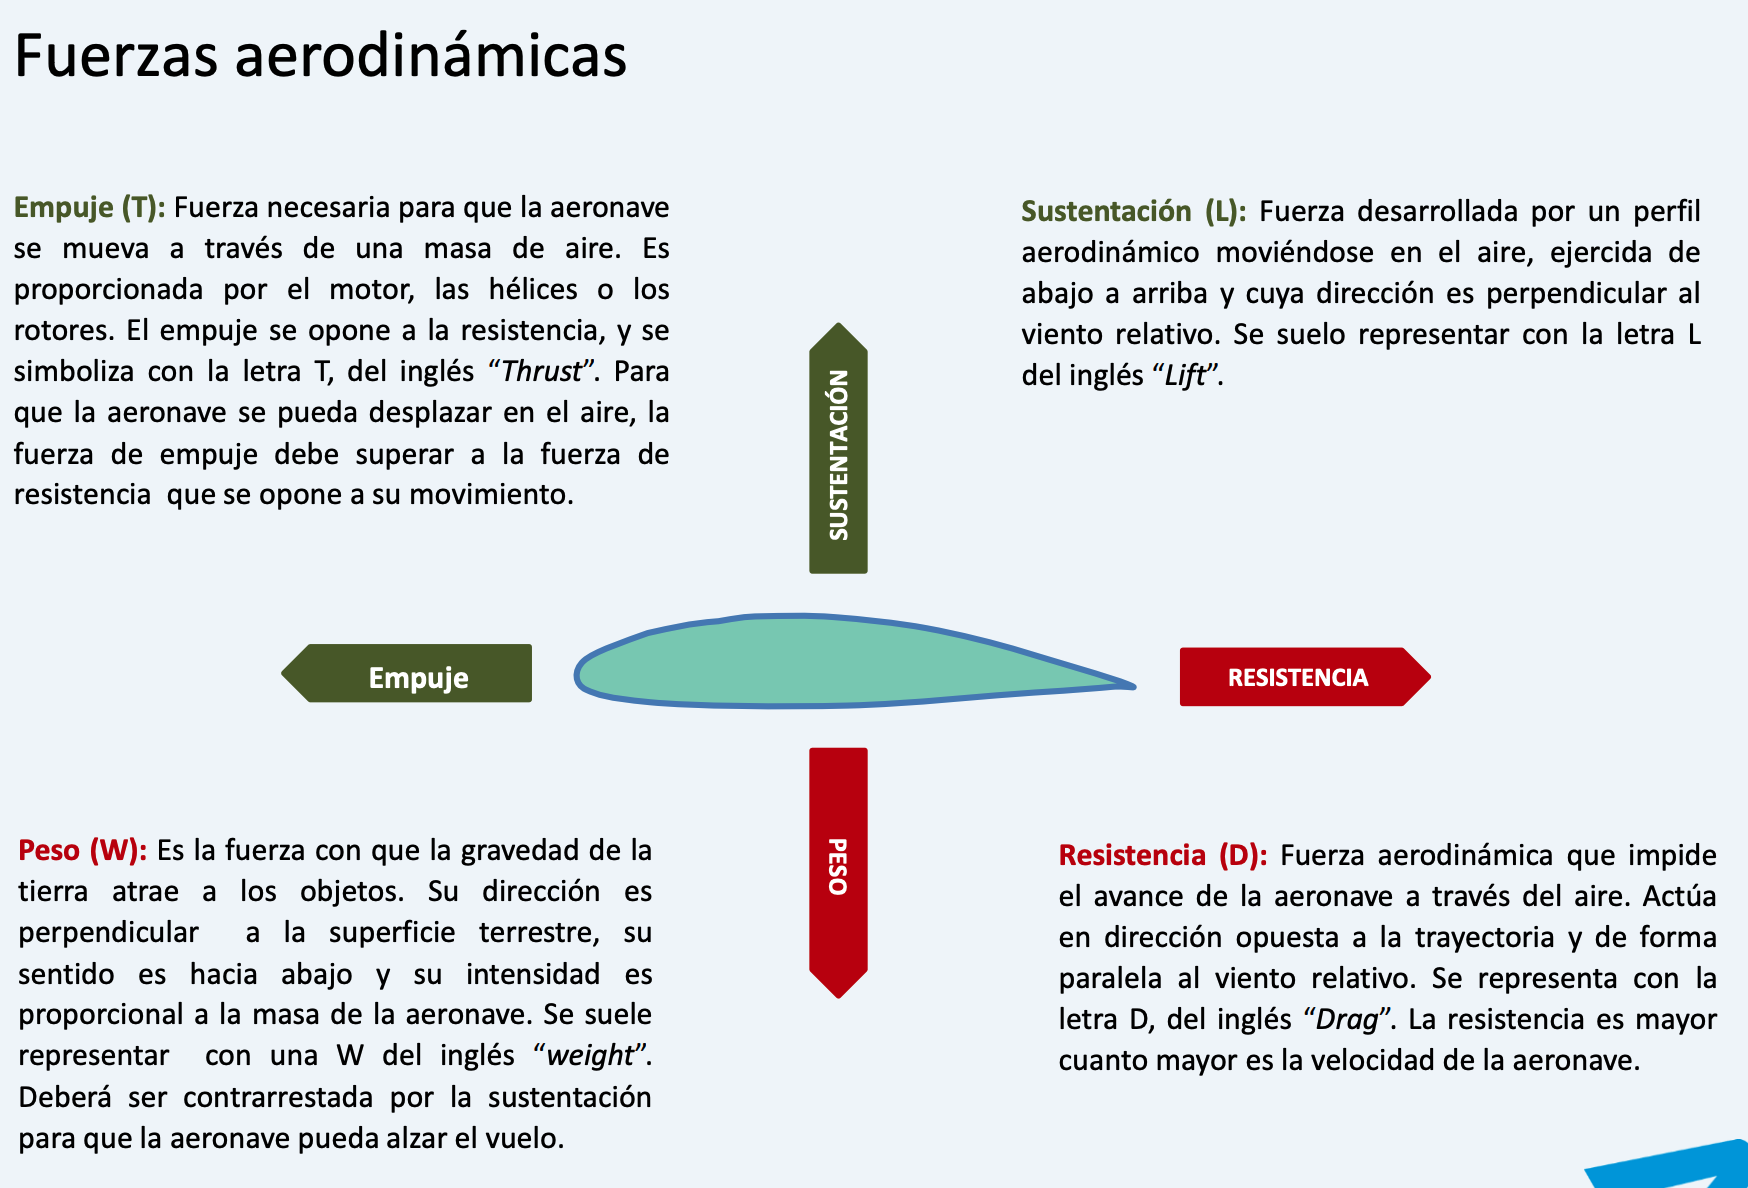 Fuerzas aerodinámicas
Empuje (T): Fuerza necesaria para que la aeronave
se mueva a través de una masa de aire. Es
proporcionada por el motor, las hélices o los
rotores. El empuje se opone a la resistencia, y se
simboliza con la letra T, del inglés “Thrust”. Para
que la aeronave se pueda desplazar en el aire, la
fuerza de empuje debe superar a la fuerza de
resistencia que se opone a su movimiento.
Sustentación (L): Fuerza desarrollada por un perfil
aerodinámico moviéndose en el aire, ejercida de
abajo a arriba y cuya dirección es perpendicular al
viento relativo. Se suelo representar con la letra L
del inglés “Lift”.
SUSTENTACIÓN
Empuje
RESISTENCIA
PESO
Peso (W): Es la fuerza con que la gravedad de la
tierra atrae a los objetos. Su dirección es
perpendicular a la superficie terrestre, su
sentido es hacia abajo y su intensidad es
proporcional a la masa de la aeronave. Se suele
representar con una W del inglés “weight”.
Deberá ser contrarrestada por la sustentación
para que la aeronave pueda alzar el vuelo.
Resistencia (D): Fuerza aerodinámica que impide
el avance de la aeronave a través del aire. Actúa
en dirección opuesta a la trayectoria y de forma
paralela al viento relativo. Se representa con la
letra D, del inglés “Drag”. La resistencia es mayor
cuanto mayor es la velocidad de la aeronave.